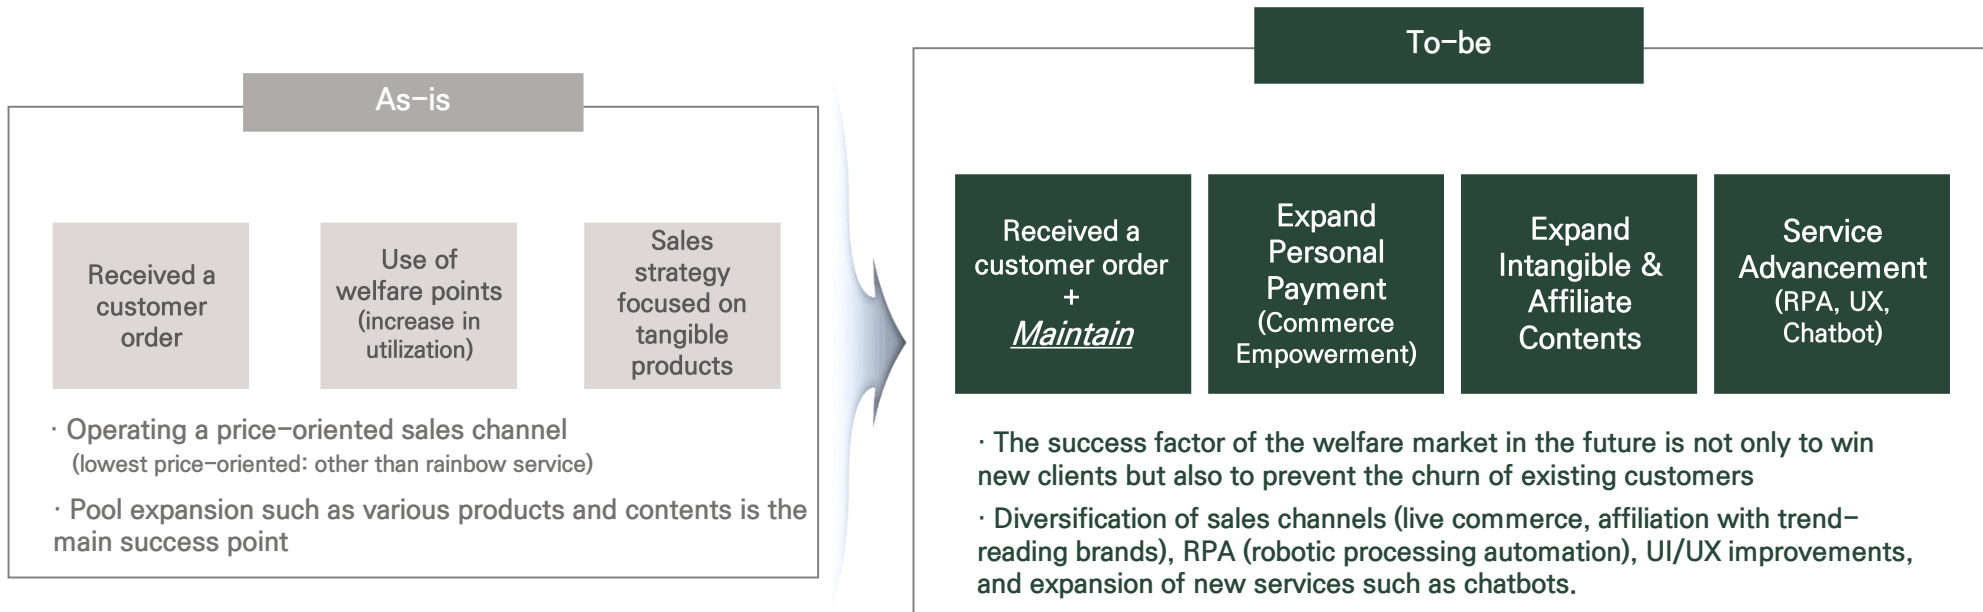 As-is
Received a
customer
order
Use of
welfare points
(increase in
utilization)
Sales
strategy
focused on
tangible
products
· Operating a price-oriented sales channel
(lowest price-oriented: other than rainbow service)
· Pool expansion such as various products and contents is the
main success point
To-be
Received a
customer order
+
Maintain
Expand
Personal
Payment
(Commerce
Empowerment)
Expand
Intangible &
Affiliate
Contents
Service
Advancement
(RPA, UX,
Chatbot)
· The success factor of the welfare market in the future is not only to win
new clients but also to prevent the churn of existing customers
· Diversification of sales channels (live commerce, affiliation with trend-
reading brands), RPA (robotic processing automation), UI/UX improvements,
and expansion of new services such as chatbots.